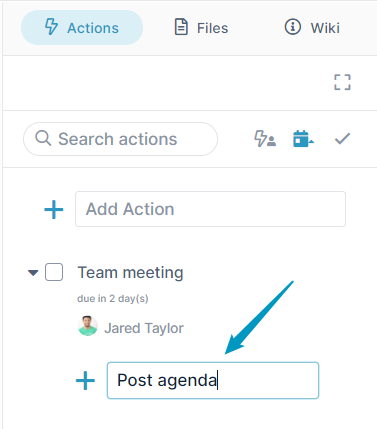 Actions Files Wiki
Search actions
Add Action
Team meeting
due in 2 day(s)
Jared Taylor
Post agenda